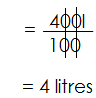 = 400l
100
= 4 litres